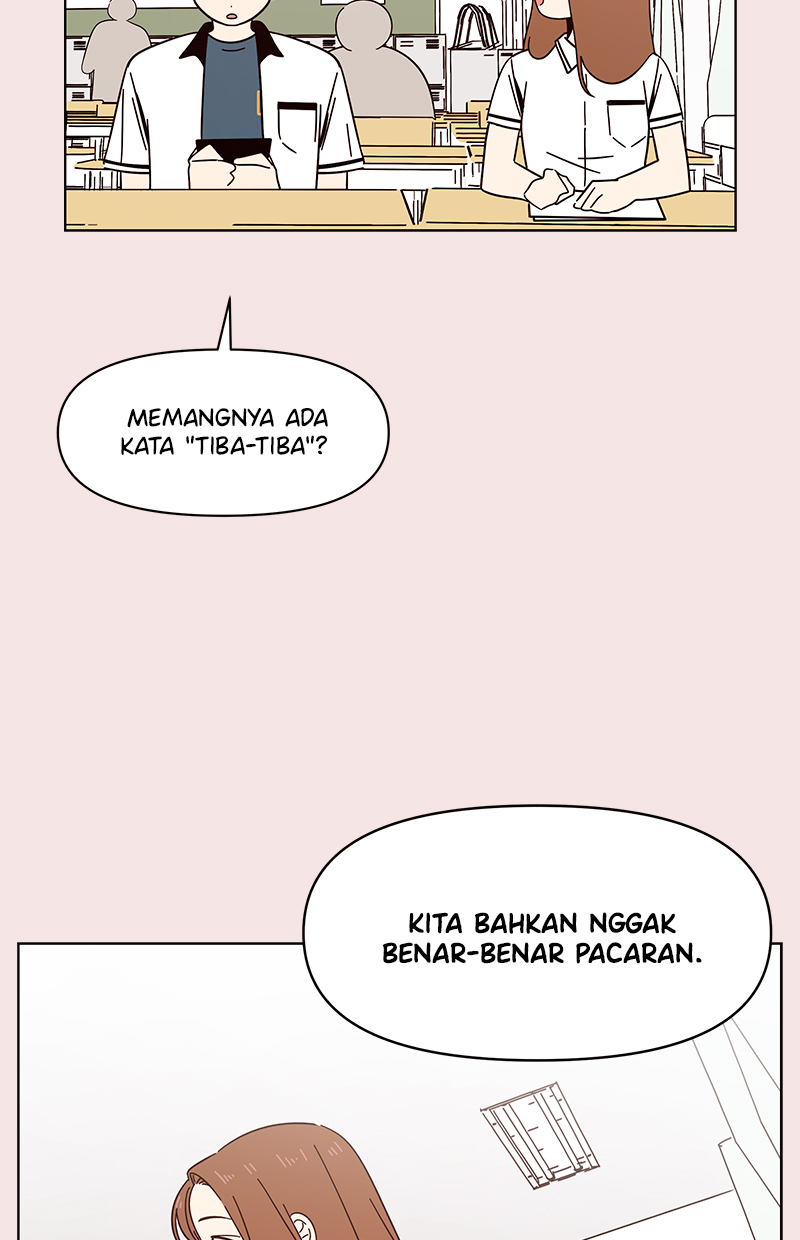 MEMANGNYA ADA
KATA "TIBA-TIBA"?
KITA BAHKAN NGGAK
BENAR-BENAR PACARAN.